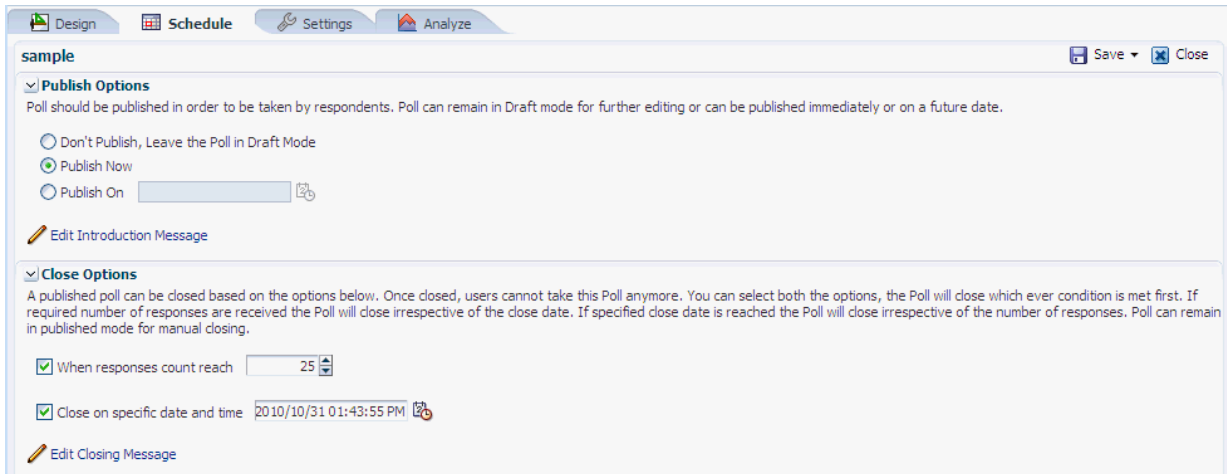 Design Schedule Settings Analyze
sample Save Close
Publish Options
Poll should be published in order to be taken by respondents. Poll can remain in Draft mode for further editing or can be published immediately or on a future date.
Don't Publish, Leave the Poll in Draft Mode
Publish Now
Publish On
Edit Introduction Message
Close Options
A published poll can be closed based on the options below. Once closed, users cannot take this Poll anymore. You can select both the options, the Poll will close which ever condition is met first. If
required number of responses are received the Poll will close irrespective of the close date. If specified close date is reached the Poll will close irrespective of the number of responses. Poll can remain
in published mode for manual closing.
When responses count reach 25
Close on specific date and time 2010/10/31 01:43:55 PM
Edit Closing Message